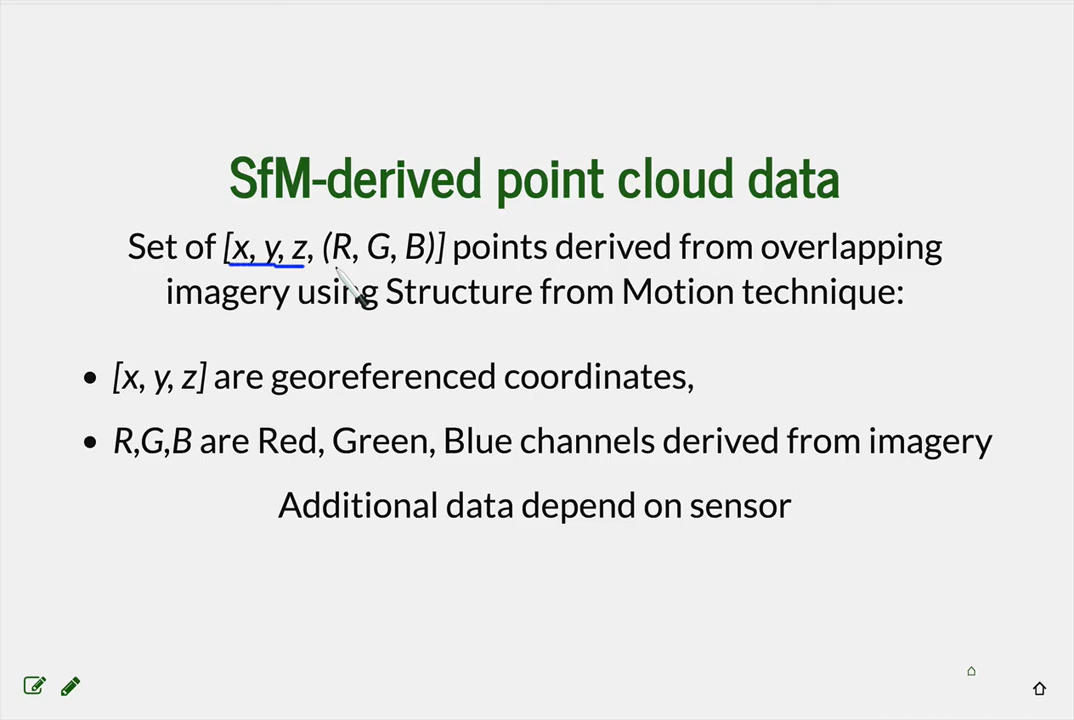 SfM-derived point cloud data
Set of [x, y, z, (R, G, B)] points derived from overlapping
imagery using Structure from Motion technique:
• [x, y, z] are georeferenced coordinates,
• R,G,B are Red, Green, Blue channels derived from imagery
Additional data depend on sensor